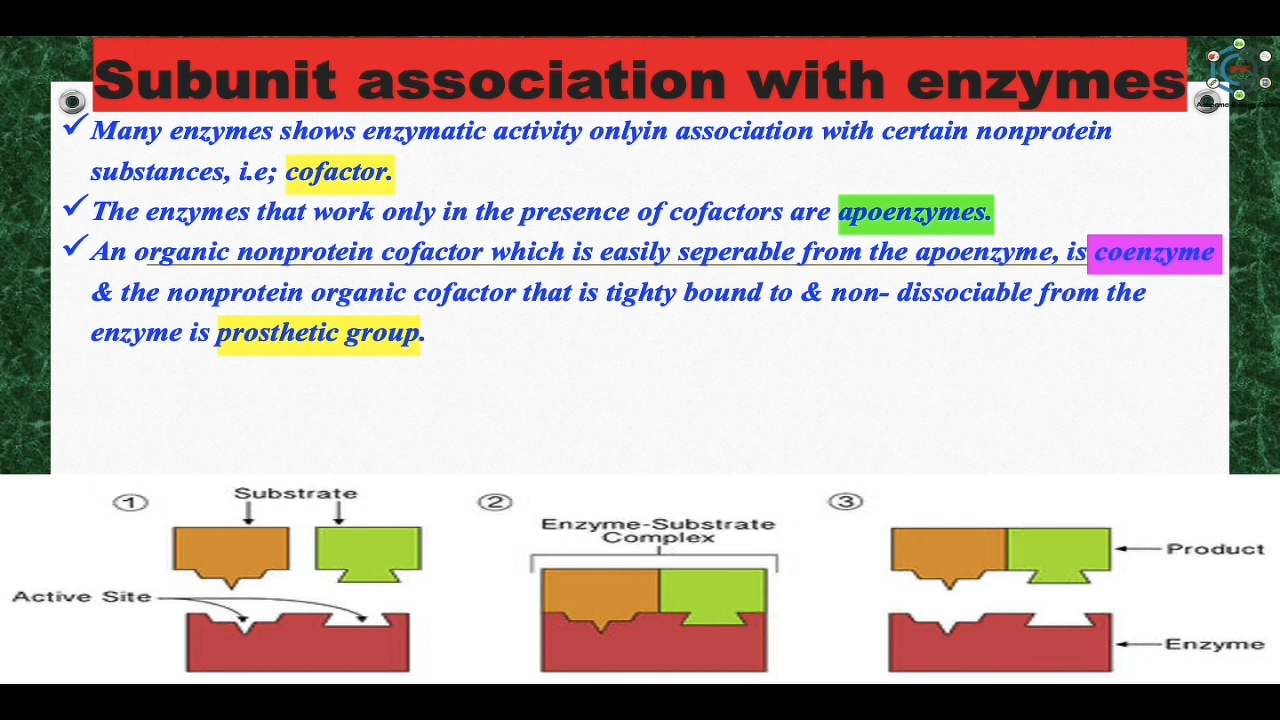 Subunit association with enzymes
✓ Many enzymes shows enzymatic activity onlyin association with certain nonprotein
substances, i.e; cofactor.
✓ The enzymes that work only in the presence of cofactors are apoenzymes.
✓ An organic nonprotein cofactor which is easily seperable from the apoenzyme, is coenzyme
& the nonprotein organic cofactor that is tighty bound to & non- dissociable from the
enzyme is prosthetic group.
1
Substrate
Active Site
2
Enzyme-Substrate
Complex
3
Product
Enzyme